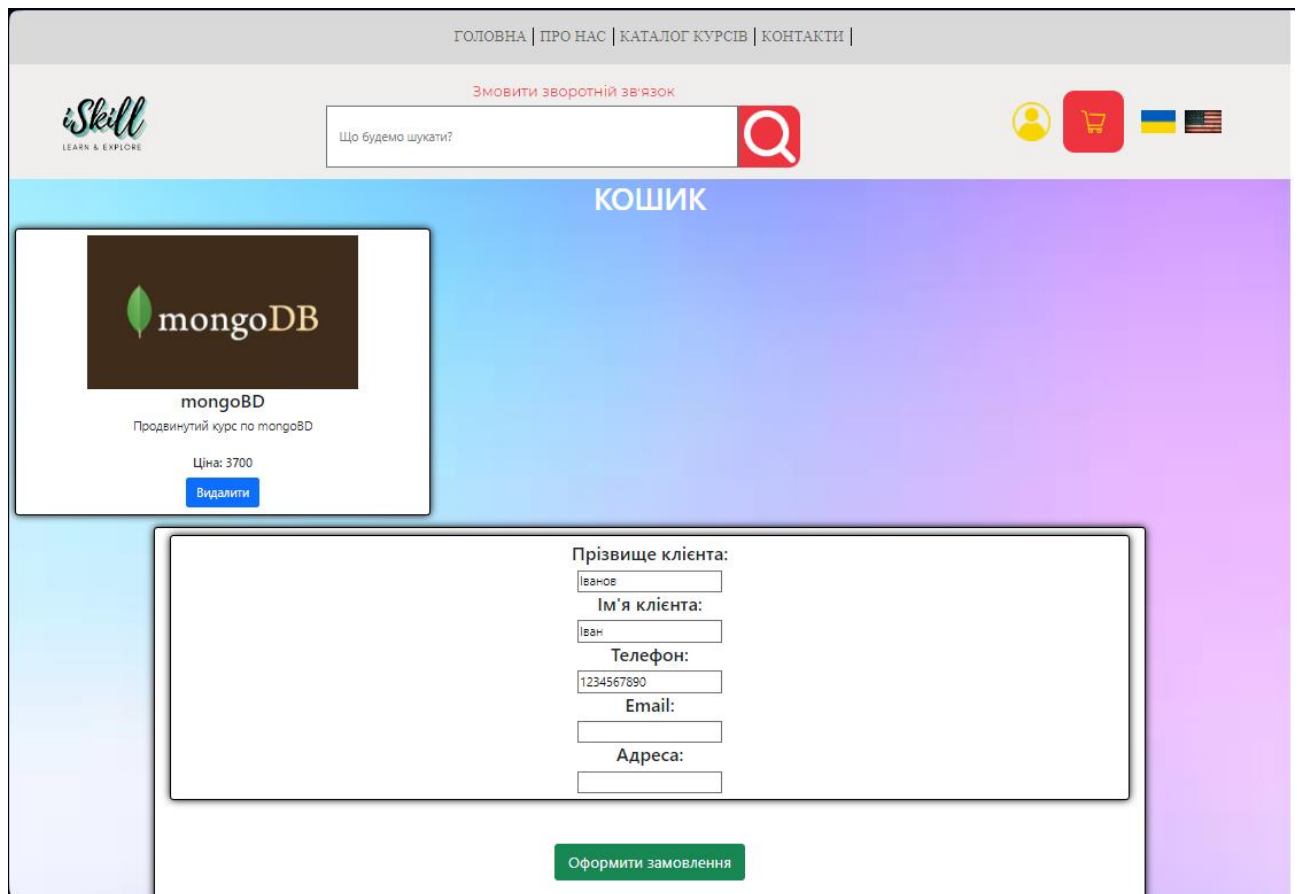 ГОЛОВНА | ПРО НАС | КАТАЛОГ КУРСІВ | КОНТАКТИ |
Змовити зворотній зв'язок
iSkill
LEARN & EXPLORE
Що будемо шукати?
КОШИК
mongoDB
mongoBD
Продвинутий курс по mongoBD
Ціна: 3700
Видалити
Прізвище клієнта:
Іванов
Ім'я клієнта:
Іван
Телефон:
1234567890
Email:
Адреса:
Оформити замовлення